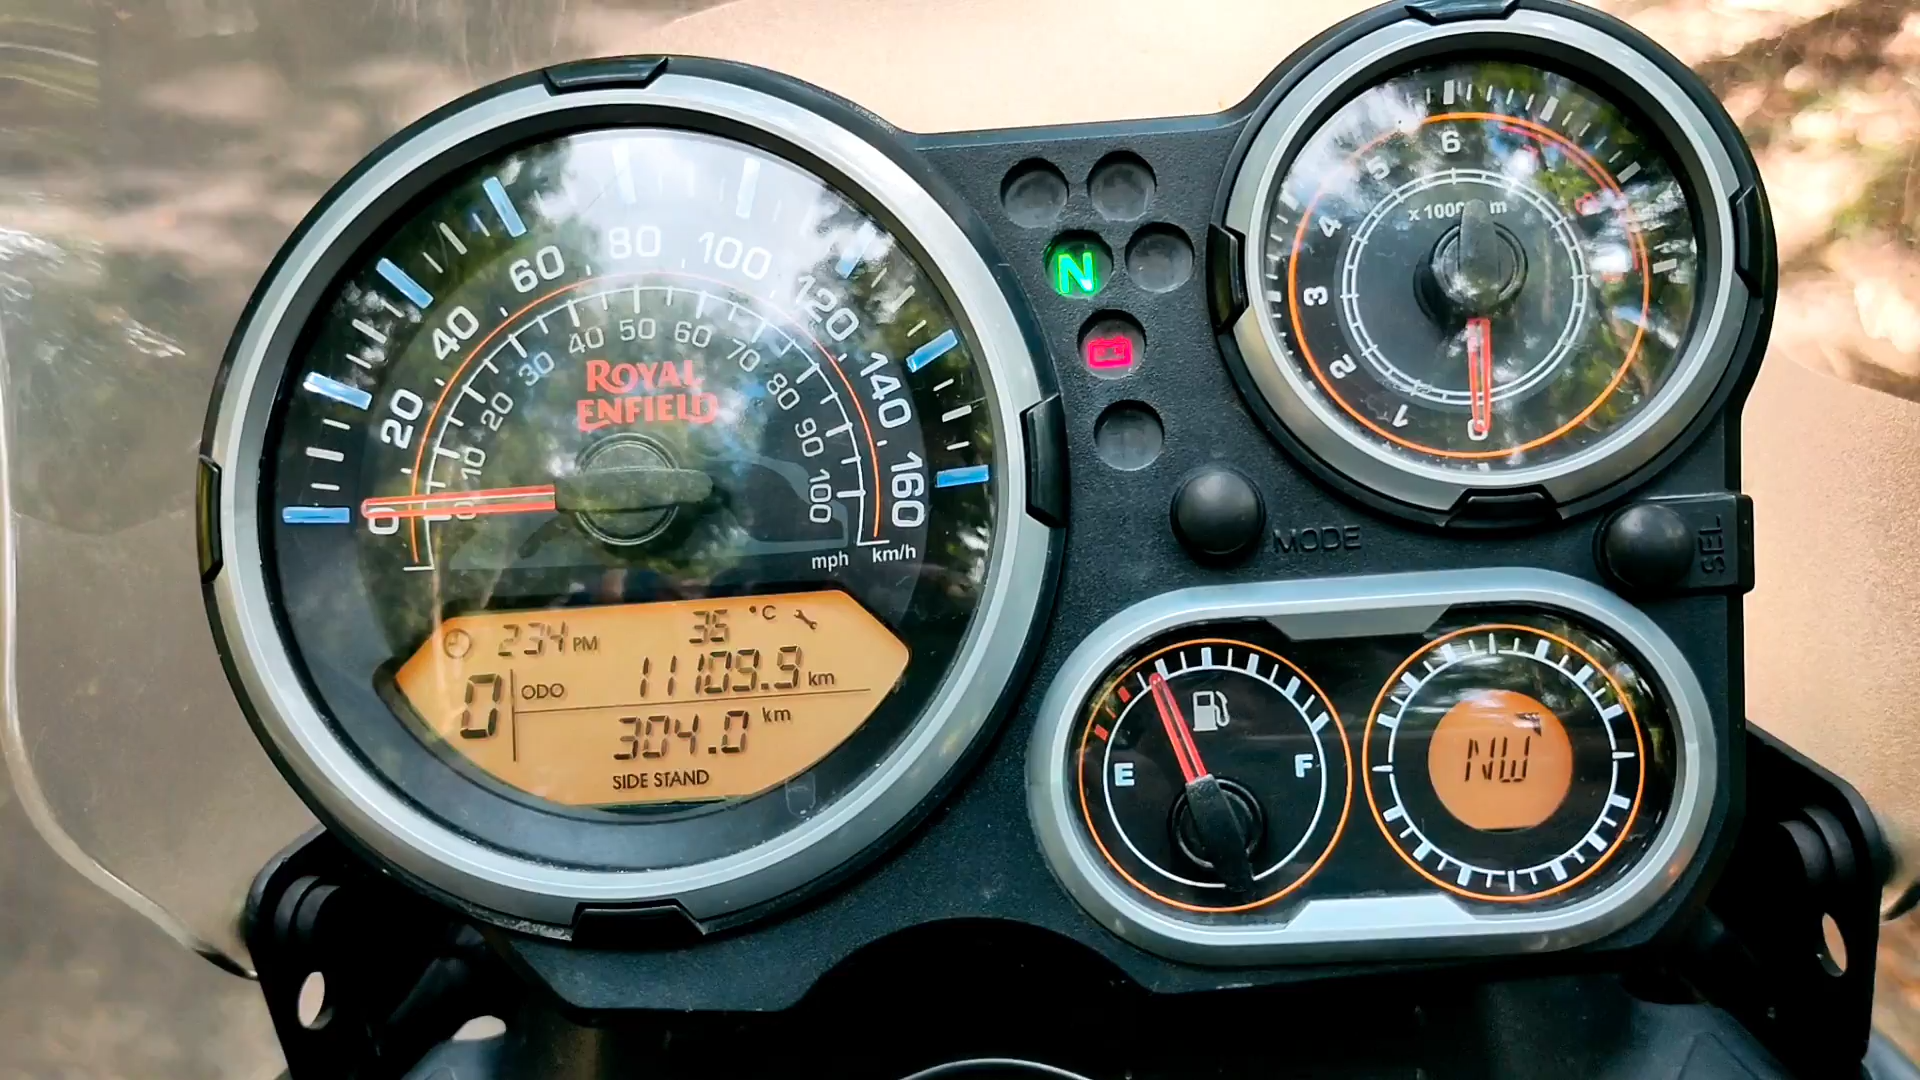 0 20 40 60 80 100 120 140 160
0 10 20 30 40 50 60 70 80 90 100
ROYAL
ENFIELD
mph km/h
2:34 PM 36 °C
0 ODO 11109.9 km
304.0 km
SIDE STAND
N
0 1 2 3 4 5 6
x 1000
MODE
SEL
E F
NW